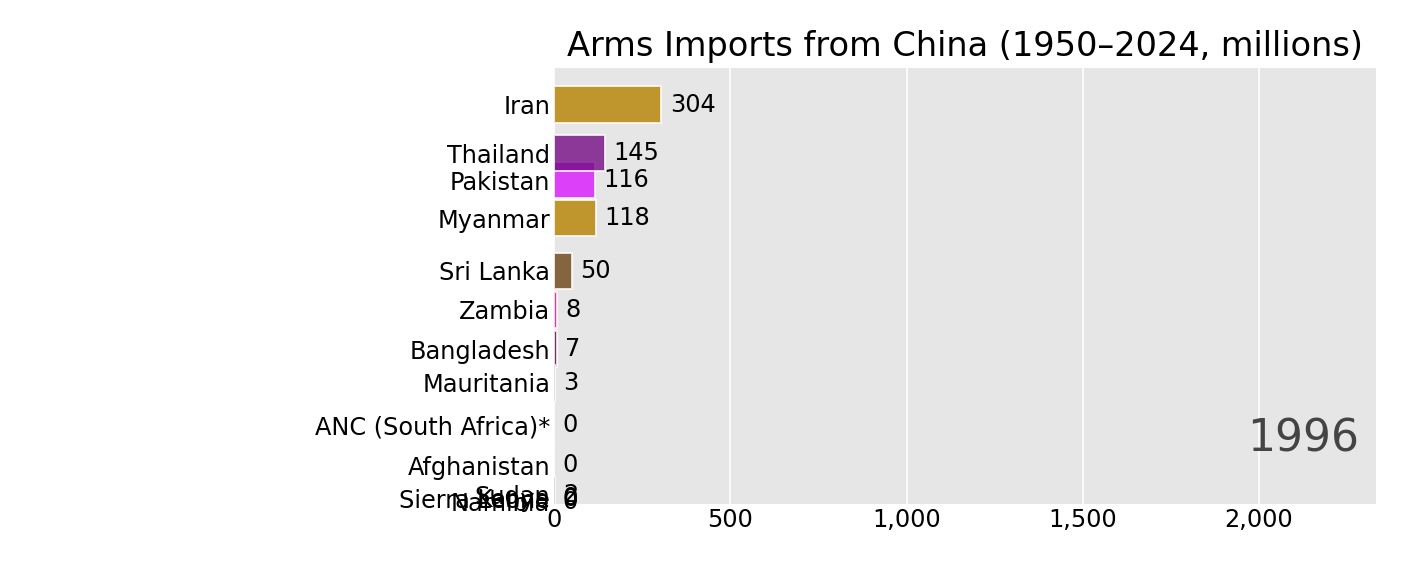 Arms Imports from China (1950–2024, millions)
Iran 304
Thailand 145
Pakistan 116
Myanmar 118
Sri Lanka 50
Zambia 8
Bangladesh 7
Mauritania 3
ANC (South Africa)* 0
1996
Afghanistan 0
0 500 1,000 1,500 2,000